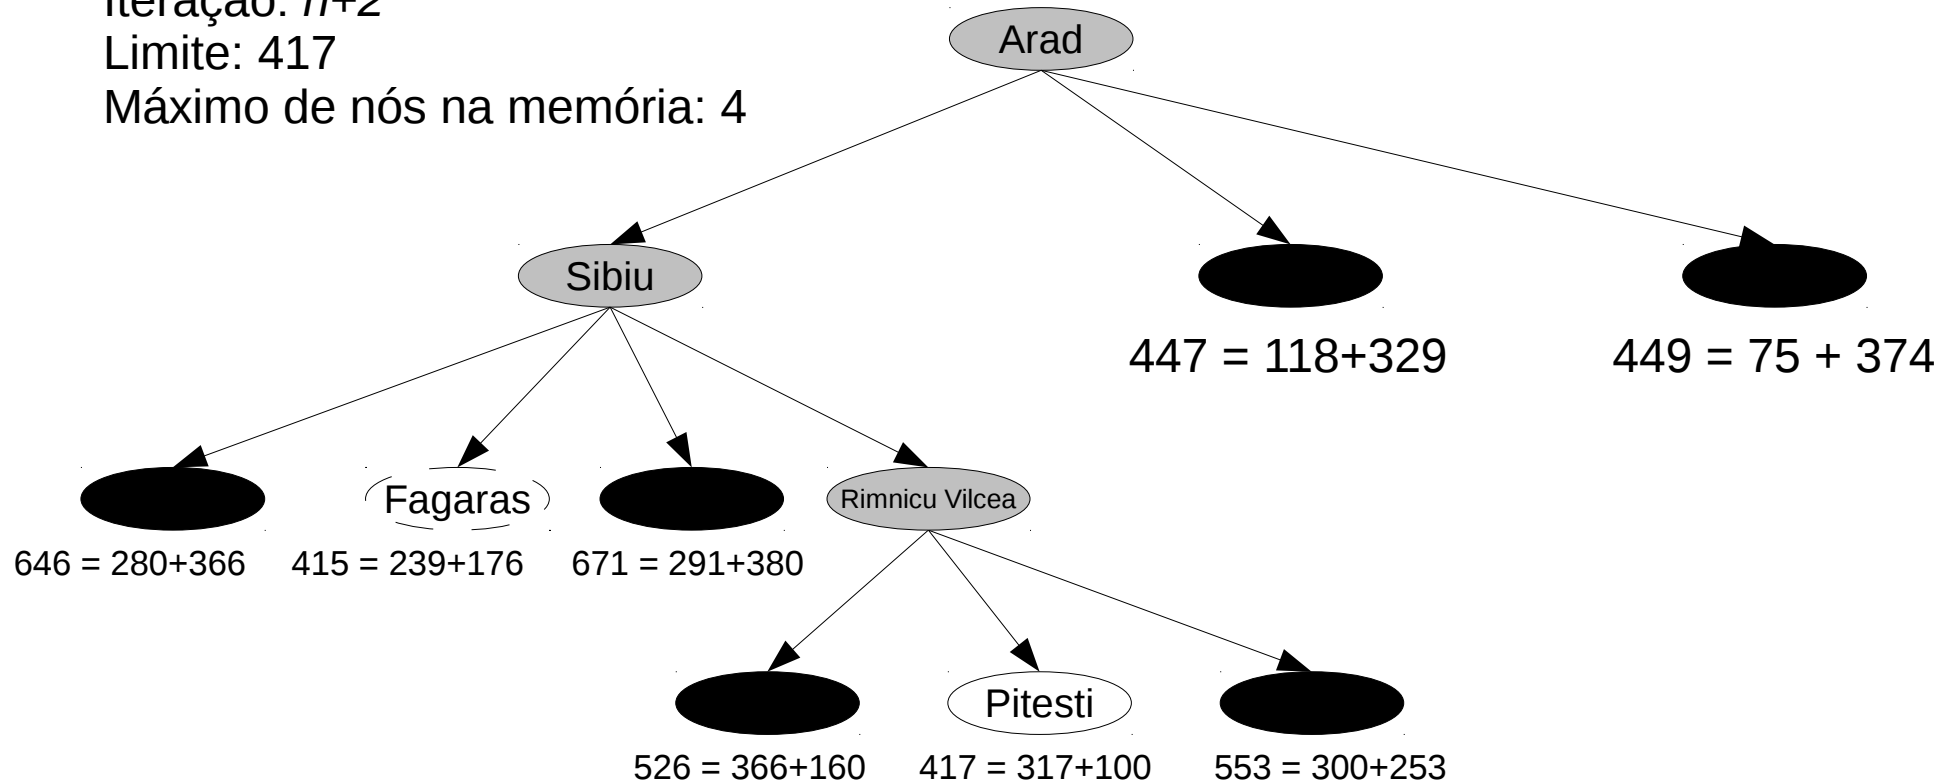 Iteração: n+2
Limite: 417
Máximo de nós na memória: 4
Arad
Sibiu
447 = 118+329
449 = 75 + 374
Fagaras
Rimnicu Vilcea
646 = 280+366
415 = 239+176
671 = 291+380
Pitesti
526 = 366+160
417 = 317+100
553 = 300+253